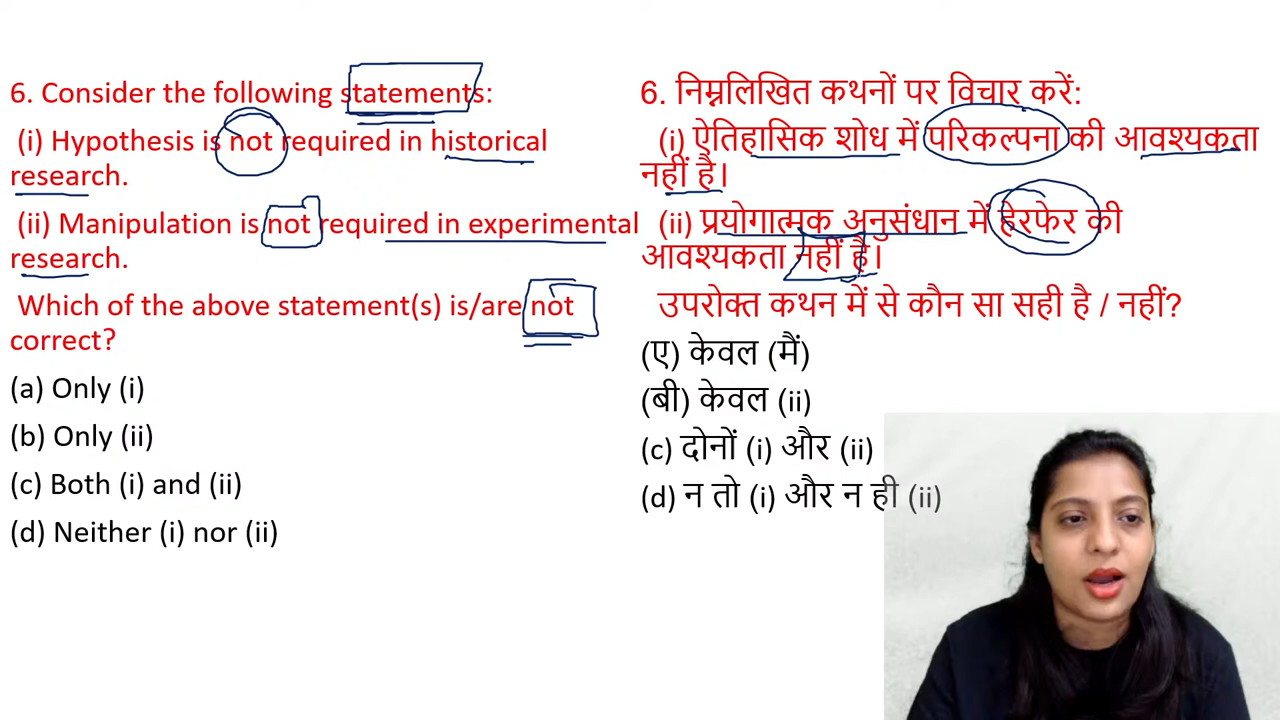 6. Consider the following statements:
(i) Hypothesis is not required in historical
research.
(ii) Manipulation is not required in experimental
research.
Which of the above statement(s) is/are not
correct?
(a) Only (i)
(b) Only (ii)
(c) Both (i) and (ii)
(d) Neither (i) nor (ii)
6. निम्नलिखित कथनों पर विचार करें:
(i) ऐतिहासिक शोध में परिकल्पना की आवश्यकता
नहीं है।
(ii) प्रयोगात्मक अनुसंधान में हेरफेर की
आवश्यकता नहीं है।
उपरोक्त कथन में से कौन सा सही है / नहीं?
(ए) केवल (मैं)
(बी) केवल (ii)
(c) दोनों (i) और (ii)
(d) न तो (i) और न ही (ii)